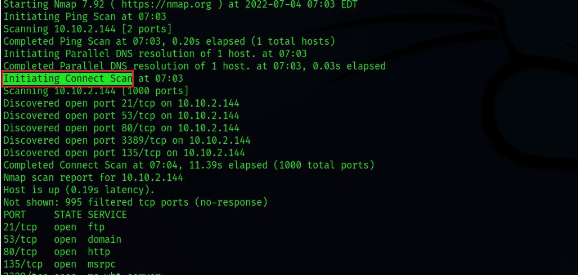 Starting Nmap 7.92 ( https://nmap.org ) at 2022-07-04 07:03 EDT
Initiating Ping Scan at 07:03
Scanning 10.10.2.144 [2 ports]
Completed Ping Scan at 07:03, 0.20s elapsed (1 total hosts)
Initiating Parallel DNS resolution of 1 host. at 07:03
Completed Parallel DNS resolution of 1 host. at 07:03, 0.03s elapsed
Initiating Connect Scan at 07:03
Scanning 10.10.2.144 [1000 ports]
Discovered open port 21/tcp on 10.10.2.144
Discovered open port 53/tcp on 10.10.2.144
Discovered open port 80/tcp on 10.10.2.144
Discovered open port 3389/tcp on 10.10.2.144
Discovered open port 135/tcp on 10.10.2.144
Completed Connect Scan at 07:04, 11.39s elapsed (1000 total ports)
Nmap scan report for 10.10.2.144
Host is up (0.19s latency).
Not shown: 995 filtered tcp ports (no-response)
PORT STATE SERVICE
21/tcp open ftp
53/tcp open domain
80/tcp open http
135/tcp open msrpc
3389/tcp open ms-wbt-server